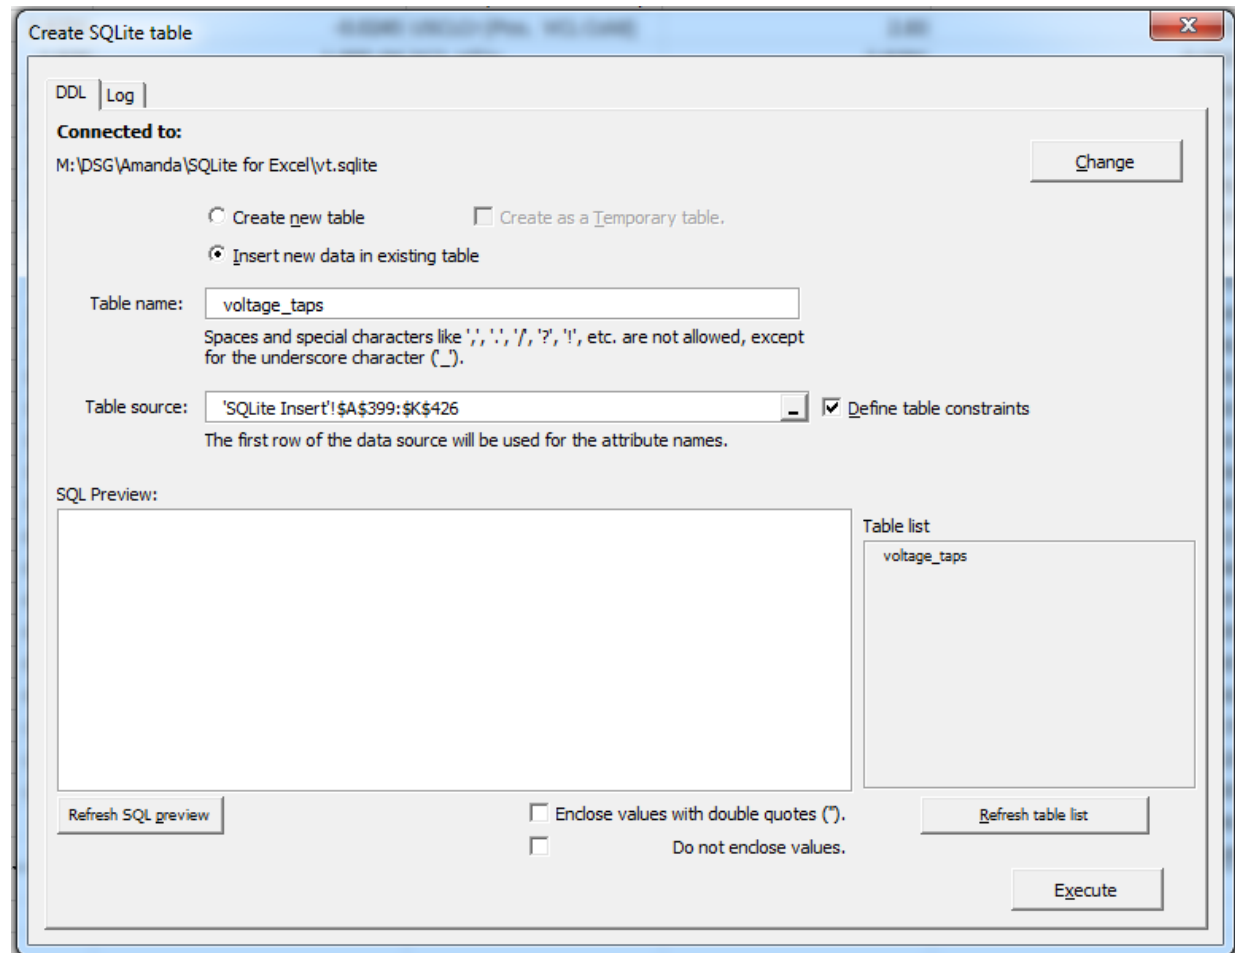 Create SQLite table
DDL
Log
Connected to:
M:\DSG\Amanda\SQLite for Excel\vt.sqlite
Change
Create new table
Create as a Temporary table.
Insert new data in existing table
Table name:
voltage_taps
Spaces and special characters like ',', '.', '/', '?', '!', etc. are not allowed, except
for the underscore character ('_').
Table source:
'SQLite Insert'!$A$399:$K$426
_
Define table constraints
The first row of the data source will be used for the attribute names.
SQL Preview:
Table list
voltage_taps
Refresh SQL preview
Enclose values with double quotes (").
Refresh table list
Do not enclose values.
Execute